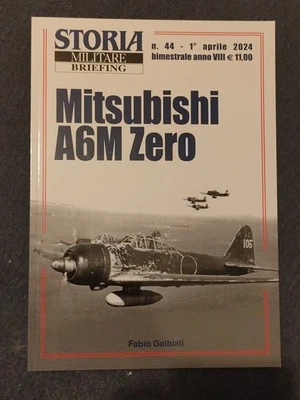 STORIA
MILITARE
BRIEFING
n. 44 - 1° aprile 2024
bimestrale anno VIII € 11,00
Mitsubishi
A6M Zero
105
Fabio Galbiati